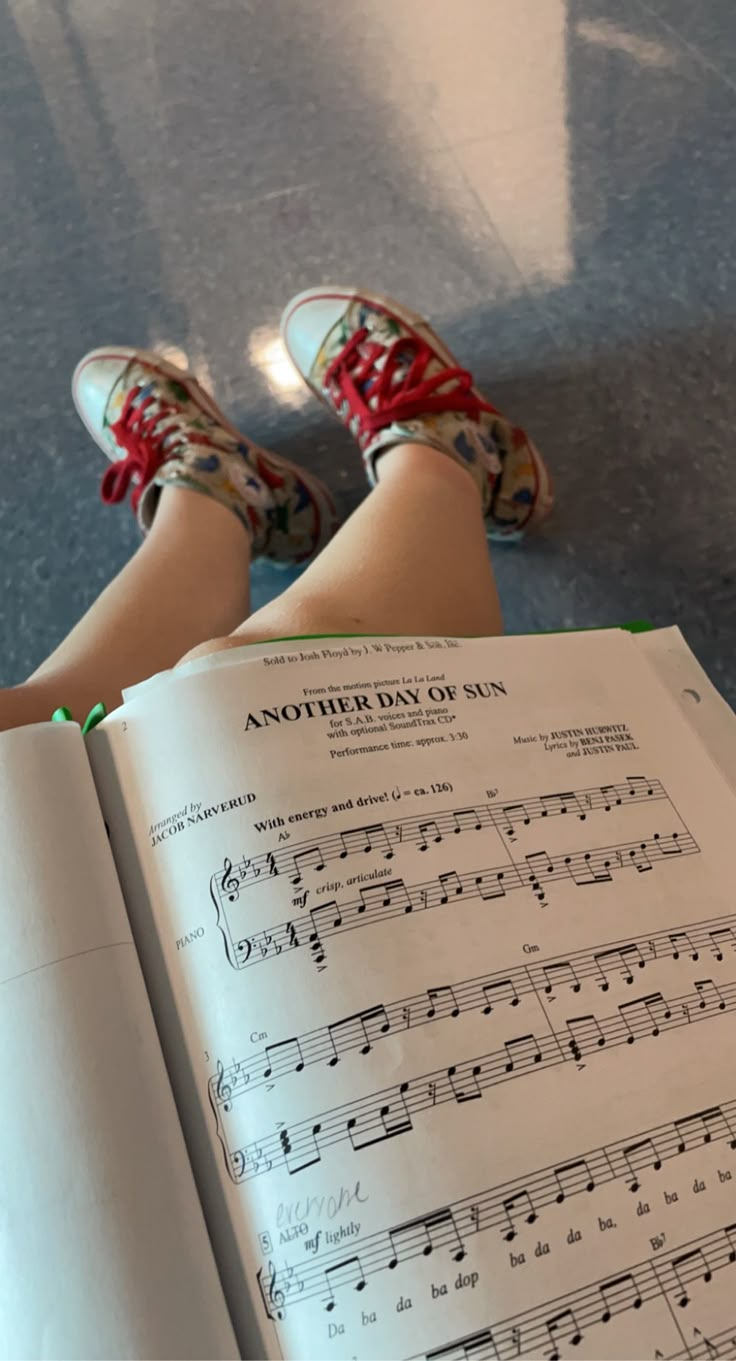 Sold to Josh Floyd by J. W Pepper & Son, Inc.
2
From the motion picture La La Land
ANOTHER DAY OF SUN
for S.A.B. voices and piano
with optional SoundTrax CD*
Performance time: approx. 3:30
Arranged by
JACOB NARVERUD
Music by JUSTIN HURWITZ
Lyrics by BENJ PASEK
and JUSTIN PAUL
With energy and drive! (♩ = ca. 126)
A♭ B♭7
mf crisp, articulate
PIANO
3 Cm Gm
everyone
5 ALTO
mf lightly
Da ba da ba dop ba da da ba, da ba da ba
B♭7